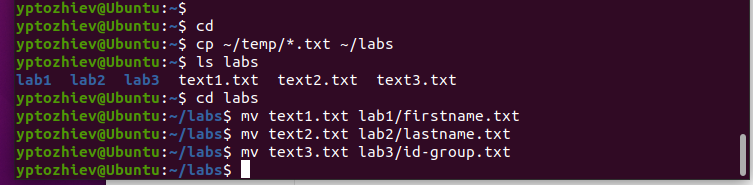 yptozhiev@Ubuntu:~$
yptozhiev@Ubuntu:~$ cd
yptozhiev@Ubuntu:~$ cp ~/temp/*.txt ~/labs
yptozhiev@Ubuntu:~$ ls labs
lab1  lab2  lab3  text1.txt  text2.txt  text3.txt
yptozhiev@Ubuntu:~$ cd labs
yptozhiev@Ubuntu:~/labs$ mv text1.txt lab1/firstname.txt
yptozhiev@Ubuntu:~/labs$ mv text2.txt lab2/lastname.txt
yptozhiev@Ubuntu:~/labs$ mv text3.txt lab3/id-group.txt
yptozhiev@Ubuntu:~/labs$